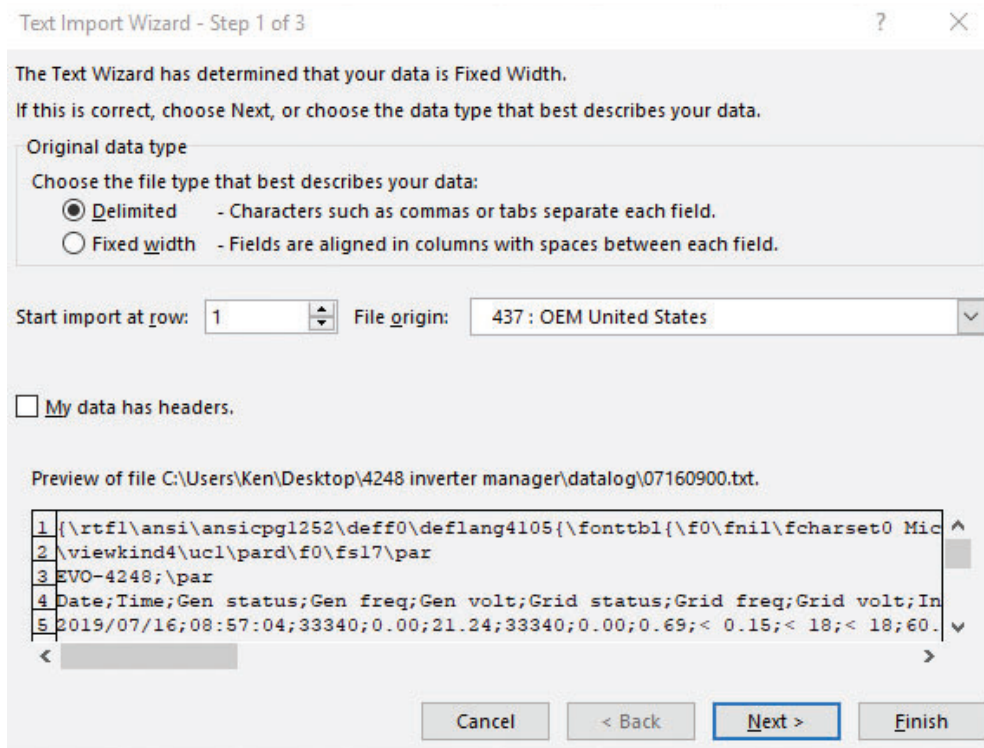 Text Import Wizard - Step 1 of 3 ?
The Text Wizard has determined that your data is Fixed Width.
If this is correct, choose Next, or choose the data type that best describes your data.
Original data type
Choose the file type that best describes your data:
Delimited - Characters such as commas or tabs separate each field.
Fixed width - Fields are aligned in columns with spaces between each field.
Start import at row: 1 File origin: 437 : OEM United States
My data has headers.
Preview of file C:\Users\Ken\Desktop\4248 inverter manager\datalog\07160900.txt.
1 {\rtf1\ansi\ansicpg1252\deff0\deflang4105{\fonttbl{\f0\fnil\fcharset0 Mic
2 \viewkind4\uc1\pard\f0\fs17\par
3 EVO-4248;\par
4 Date;Time;Gen status;Gen freq;Gen volt;Grid status;Grid freq;Grid volt;In
5 2019/07/16;08:57:04;33340;0.00;21.24;33340;0.00;0.69;< 0.15;< 18;< 18;60.
Cancel < Back Next > Finish